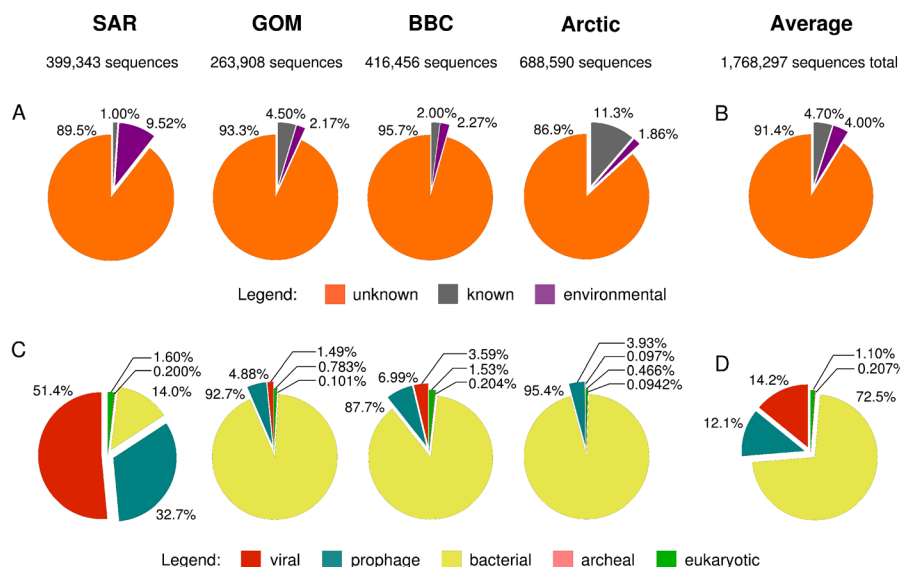 SAR GOM BBC Arctic Average
399,343 sequences 263,908 sequences 416,456 sequences 688,590 sequences 1,768,297 sequences total
A B
1.00% 4.50% 2.00% 11.3% 4.70%
89.5% 9.52% 93.3% 2.17% 95.7% 2.27% 86.9% 1.86% 91.4% 4.00%
Legend: unknown known environmental
C D
1.60% 1.49% 3.59% 3.93% 1.10%
0.200% 0.783% 1.53% 0.097% 0.207%
0.101% 0.204% 0.466%
0.0942%
51.4% 14.0% 4.88% 6.99% 14.2% 72.5%
92.7% 87.7% 95.4% 12.1%
32.7%
Legend: viral prophage bacterial archeal eukaryotic